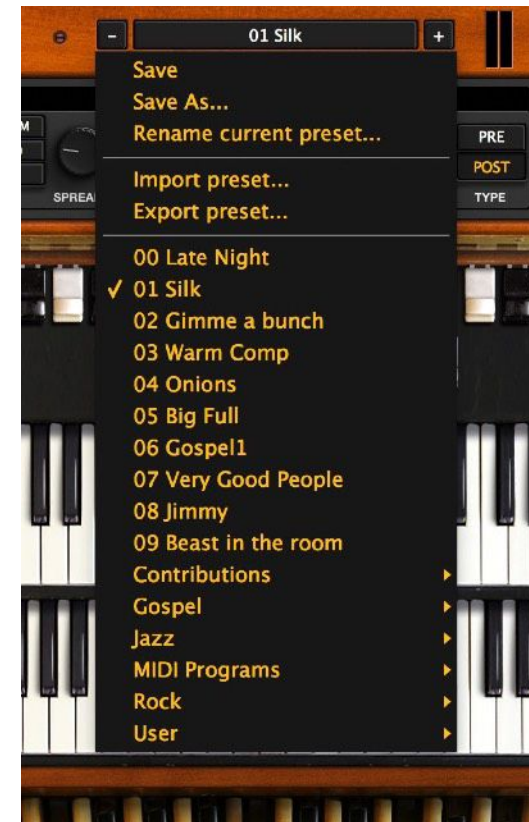 - 01 Silk +
Save
Save As...
Rename current preset...
Import preset...
Export preset...
00 Late Night
✓ 01 Silk
02 Gimme a bunch
03 Warm Comp
04 Onions
05 Big Full
06 Gospel1
07 Very Good People
08 Jimmy
09 Beast in the room
Contributions
Gospel
Jazz
MIDI Programs
Rock
User
PRE
POST
TYPE